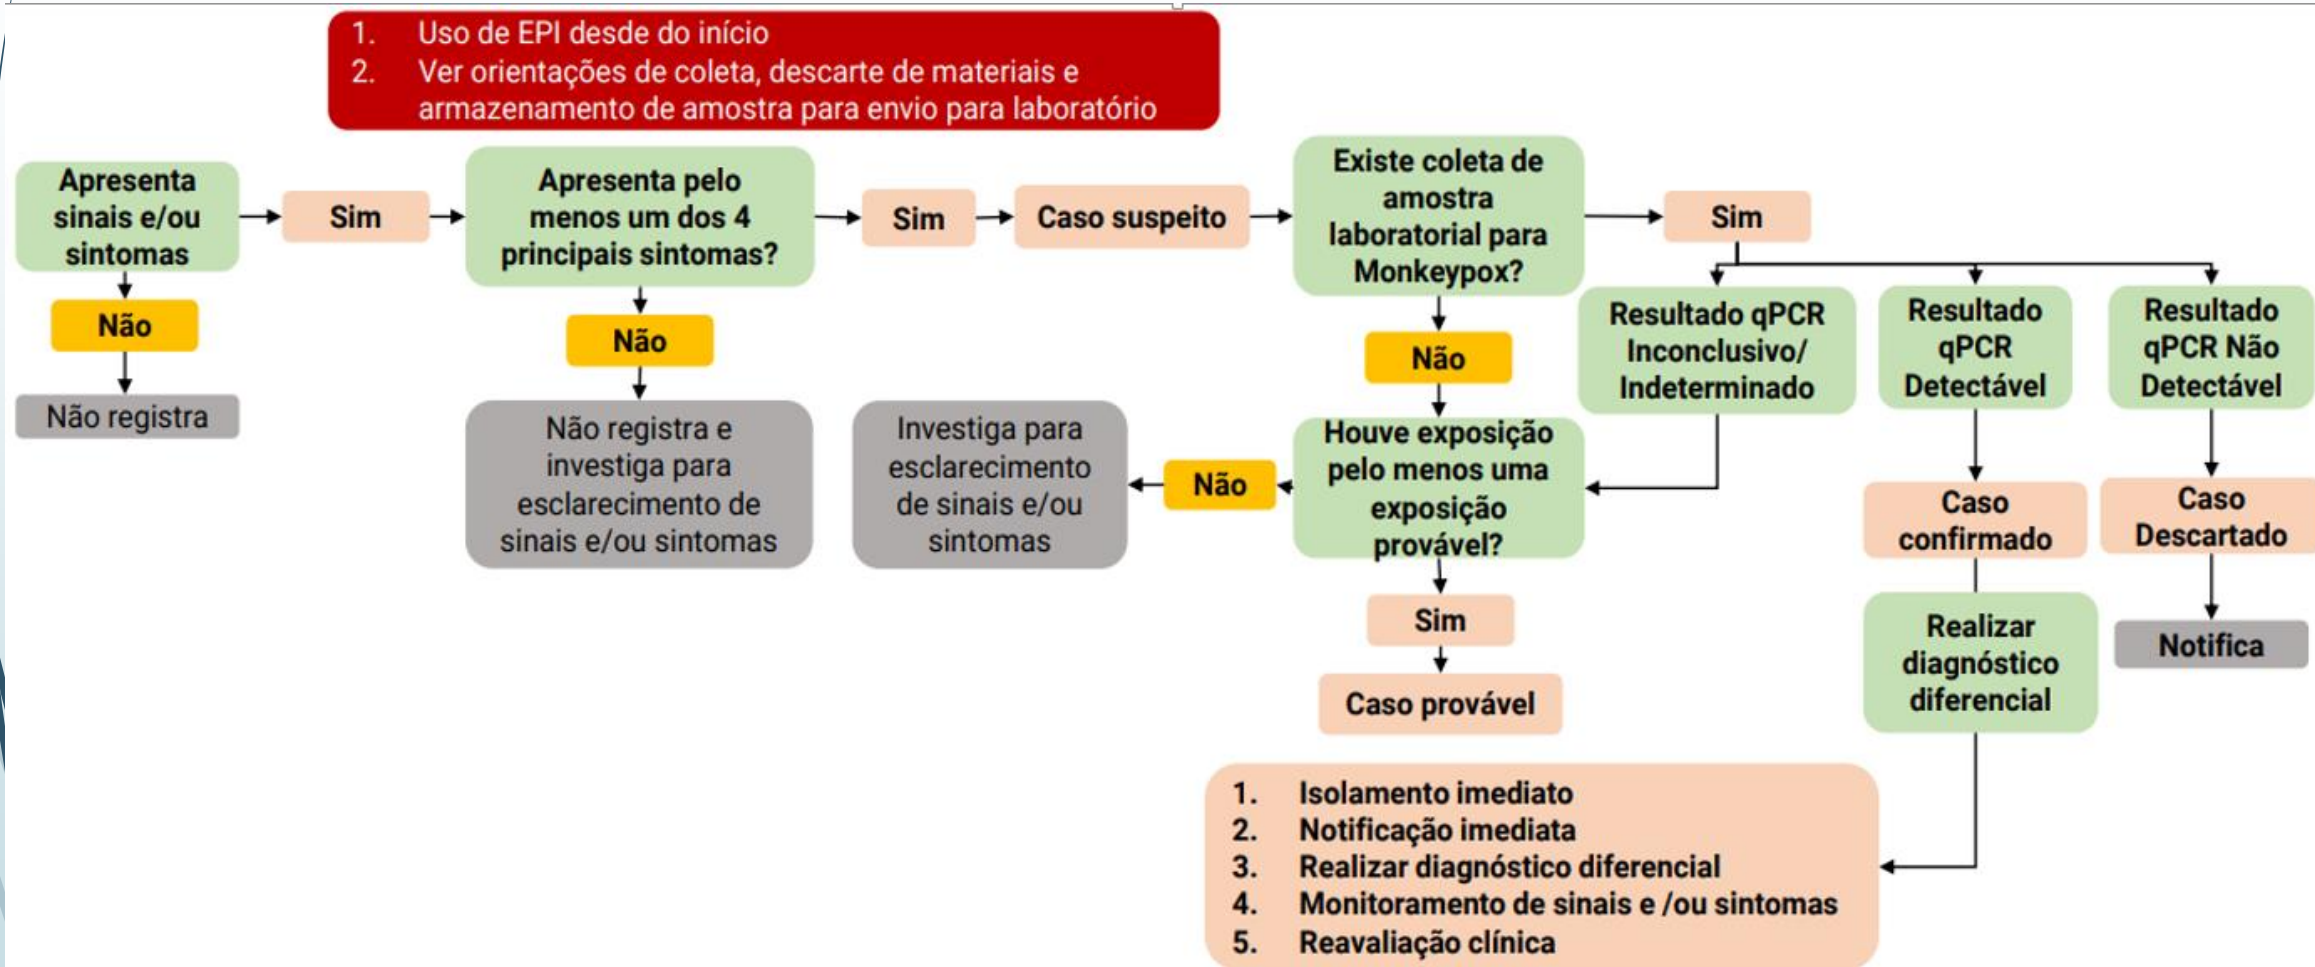 1. Uso de EPI desde do início
2. Ver orientações de coleta, descarte de materiais e
armazenamento de amostra para envio para laboratório
Apresenta
sinais e/ou
sintomas
Sim
Apresenta pelo
menos um dos 4
principais sintomas?
Sim
Caso suspeito
Existe coleta de
amostra
laboratorial para
Monkeypox?
Sim
Não
Não registra
Não
Não registra e
investiga para
esclarecimento de
sinais e/ou sintomas
Não
Resultado qPCR
Inconclusivo/
Indeterminado
Resultado
qPCR
Detectável
Resultado
qPCR Não
Detectável
Investiga para
esclarecimento
de sinais e/ou
sintomas
Não
Houve exposição
pelo menos uma
exposição
provável?
Caso
confirmado
Caso
Descartado
Sim
Caso provável
Realizar
diagnóstico
diferencial
Notifica
1. Isolamento imediato
2. Notificação imediata
3. Realizar diagnóstico diferencial
4. Monitoramento de sinais e /ou sintomas
5. Reavaliação clínica